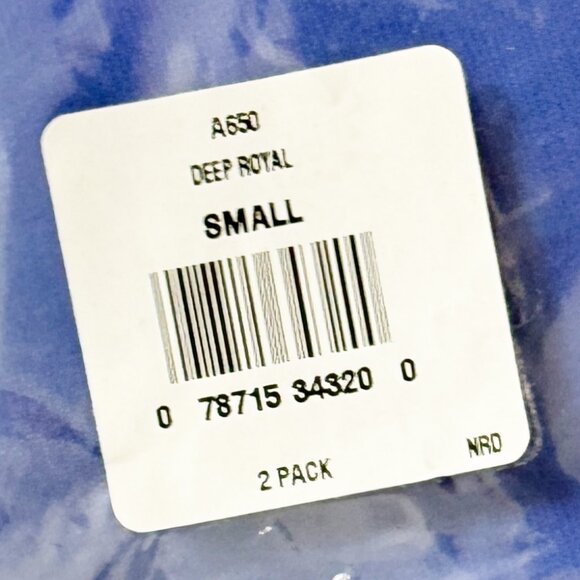 A650
DEEP ROYAL
SMALL
0 78715 34320 0
2 PACK
NRD